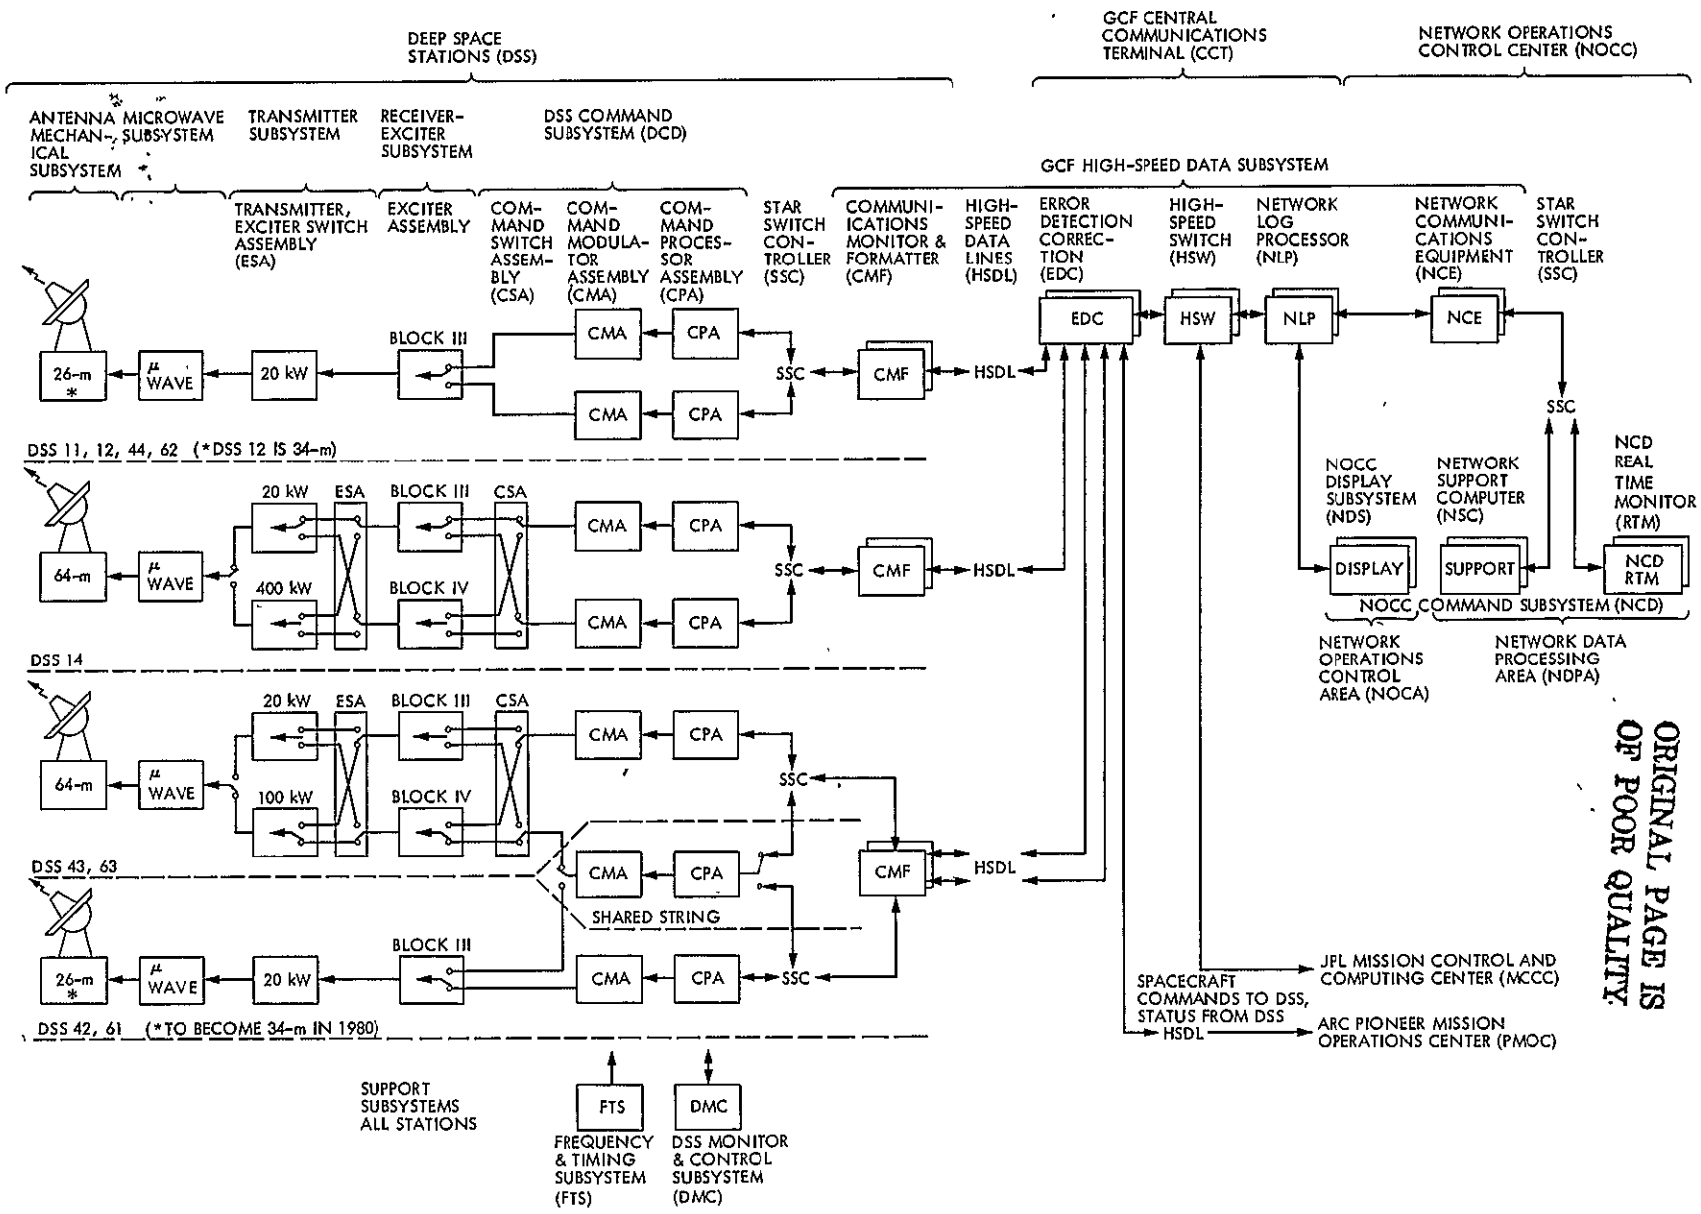 DEEP SPACE
STATIONS (DSS)
GCF CENTRAL
COMMUNICATIONS
TERMINAL (CCT)
NETWORK OPERATIONS
CONTROL CENTER (NOCC)
ANTENNA
MECHAN-
ICAL
SUBSYSTEM
MICROWAVE
SUBSYSTEM
TRANSMITTER
SUBSYSTEM
RECEIVER-
EXCITER
SUBSYSTEM
DSS COMMAND
SUBSYSTEM (DCD)
GCF HIGH-SPEED DATA SUBSYSTEM
TRANSMITTER,
EXCITER SWITCH
ASSEMBLY
(ESA)
EXCITER
ASSEMBLY
COM-
MAND
SWITCH
ASSEM-
BLY
(CSA)
COM-
MAND
MODULA-
TOR
ASSEMBLY
(CMA)
COM-
MAND
PROCES-
SOR
ASSEMBLY
(CPA)
STAR
SWITCH
CON-
TROLLER
(SSC)
COMMUNI-
ICATIONS
MONITOR &
FORMATTER
(CMF)
HIGH-
SPEED
DATA
LINES
(HSDL)
ERROR
DETECTION
CORREC-
TION
(EDC)
HIGH-
SPEED
SWITCH
(HSW)
NETWORK
LOG
PROCESSOR
(NLP)
NETWORK
COMMUNI-
CATIONS
EQUIPMENT
(NCE)
STAR
SWITCH
CON-
TROLLER
(SSC)
26-m
*
μ
WAVE
20 kW
BLOCK III
CMA
CPA
CMA
CPA
SSC
CMF
HSDL
EDC
HSW
NLP
NCE
SSC
DSS 11, 12, 44, 62 (*DSS 12 IS 34-m)
64-m
μ
WAVE
20 kW
400 kW
ESA
BLOCK III
BLOCK IV
CSA
CMA
CPA
CMA
CPA
SSC
CMF
HSDL
NOCC
DISPLAY
SUBSYSTEM
(NDS)
NETWORK
SUPPORT
COMPUTER
(NSC)
NCD
REAL
TIME
MONITOR
(RTM)
DISPLAY
SUPPORT
NCD
RTM
NOCC COMMAND SUBSYSTEM (NCD)
NETWORK
OPERATIONS
CONTROL
AREA (NOCA)
NETWORK DATA
PROCESSING
AREA (NDPA)
DSS 14
64-m
μ
WAVE
20 kW
100 kW
ESA
BLOCK III
BLOCK IV
CSA
CMA
CPA
SSC
CMA
CPA
SHARED STRING
CMF
HSDL
DSS 43, 63
26-m
*
μ
WAVE
20 kW
BLOCK III
CMA
CPA
SSC
DSS 42, 61 (*TO BECOME 34-m IN 1980)
SPACECRAFT
COMMANDS TO DSS,
STATUS FROM DSS
HSDL
JPL MISSION CONTROL AND
COMPUTING CENTER (MCCC)
ARC PIONEER MISSION
OPERATIONS CENTER (PMOC)
SUPPORT
SUBSYSTEMS
ALL STATIONS
FTS
FREQUENCY
& TIMING
SUBSYSTEM
(FTS)
DMC
DSS MONITOR
& CONTROL
SUBSYSTEM
(DMC)
ORIGINAL PAGE IS
OF POOR QUALITY